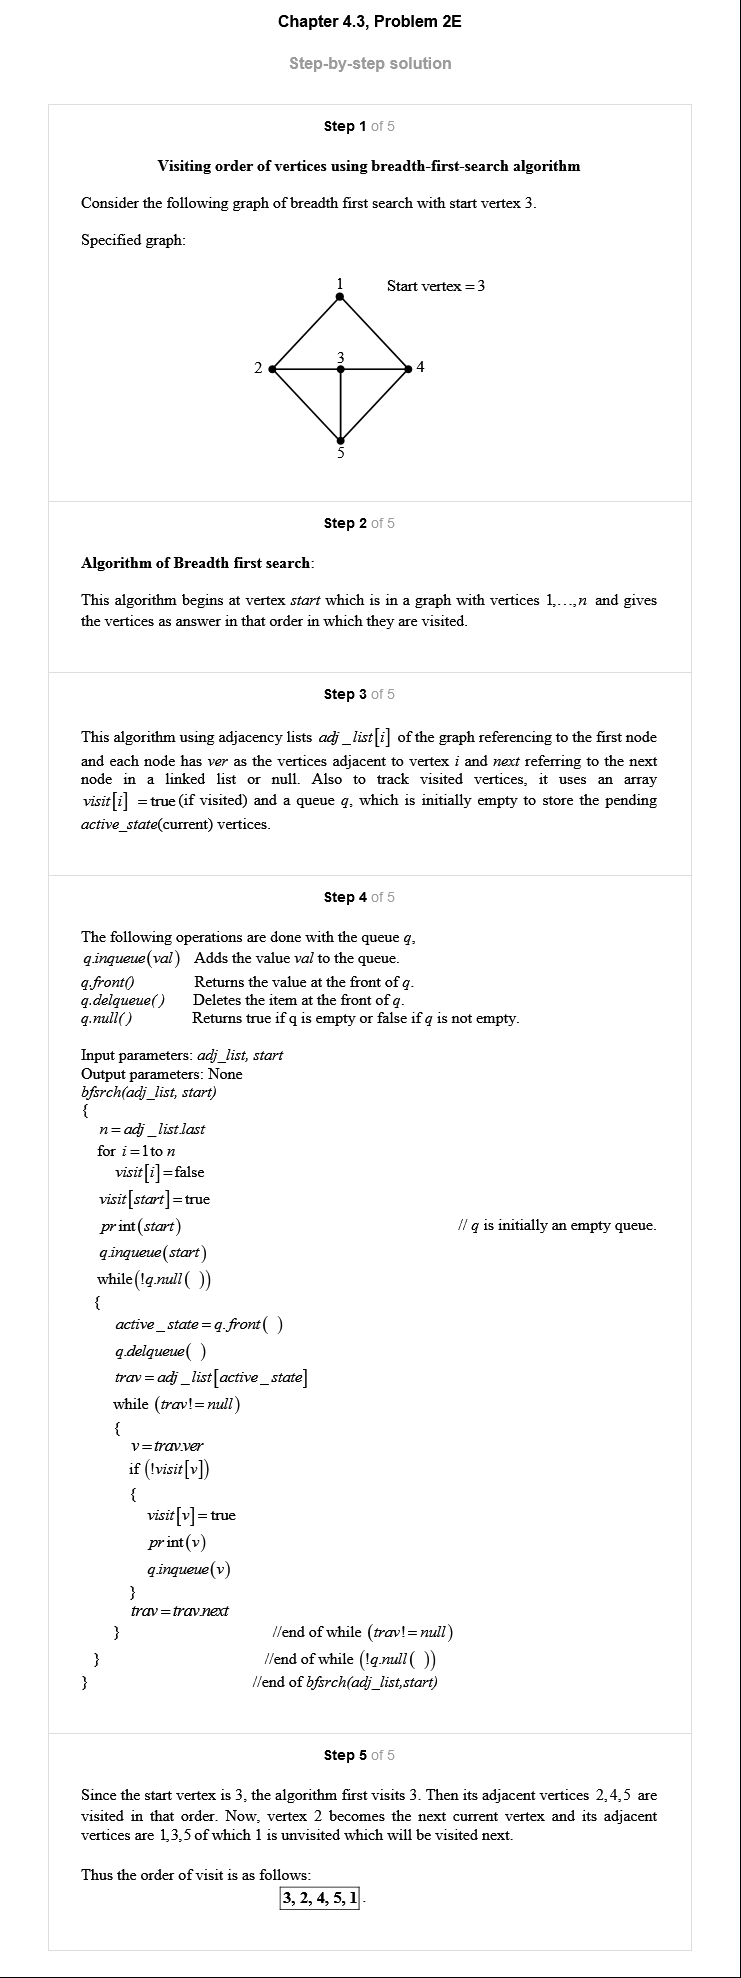 Chapter 4.3, Problem 2E
Step-by-step solution
Step 1 of 5
Visiting order of vertices using breadth-first-search algorithm
Consider the following graph of breadth first search with start vertex 3.
Specified graph:
1
Start vertex = 3
2
3
4
5
Step 2 of 5
Algorithm of Breadth first search:
This algorithm begins at vertex start which is in a graph with vertices 1,…,n and gives
the vertices as answer in that order in which they are visited.
Step 3 of 5
This algorithm using adjacency lists adj_list[i] of the graph referencing to the first node
and each node has ver as the vertices adjacent to vertex i and next referring to the next
node in a linked list or null. Also to track visited vertices, it uses an array
visit[i] = true (if visited) and a queue q, which is initially empty to store the pending
active_state(current) vertices.
Step 4 of 5
The following operations are done with the queue q,
q.inqueue(val) Adds the value val to the queue.
q.front() Returns the value at the front of q.
q.delqueue() Deletes the item at the front of q.
q.null() Returns true if q is empty or false if q is not empty.
Input parameters: adj_list, start
Output parameters: None
bfsrch(adj_list, start)
{
n = adj_list.last
for i = 1 to n
visit[i] = false
visit[start] = true
print(start) // q is initially an empty queue.
q.inqueue(start)
while(!q.null( ))
{
active_state = q.front( )
q.delqueue( )
trav = adj_list[active_state]
while (trav != null)
{
v = trav.ver
if (!visit[v])
{
visit[v] = true
print(v)
q.inqueue(v)
}
trav = trav.next
} //end of while (trav != null)
} //end of while (!q.null( ))
} //end of bfsrch(adj_list,start)
Step 5 of 5
Since the start vertex is 3, the algorithm first visits 3. Then its adjacent vertices 2,4,5 are
visited in that order. Now, vertex 2 becomes the next current vertex and its adjacent
vertices are 1,3,5 of which 1 is unvisited which will be visited next.
Thus the order of visit is as follows:
3, 2, 4, 5, 1.